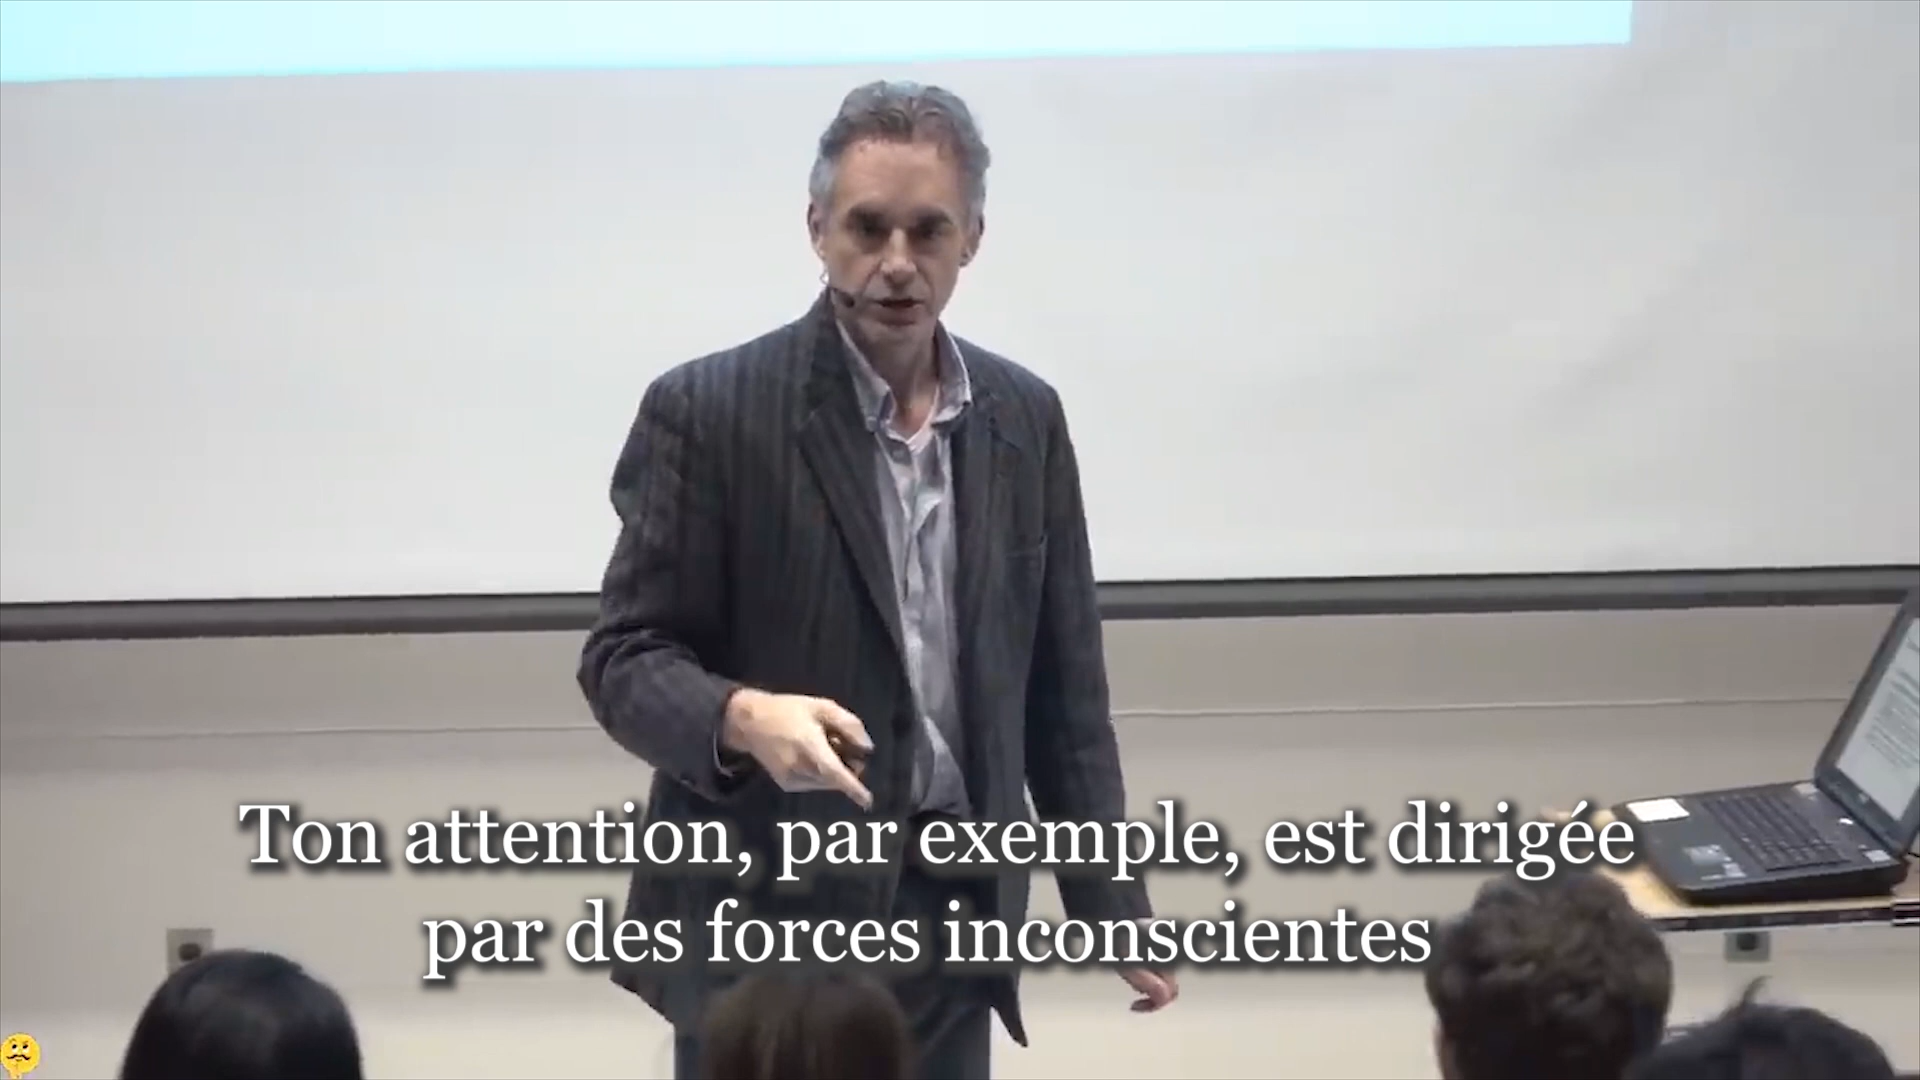 Ton attention, par exemple, est dirigée
par des forces inconscientes